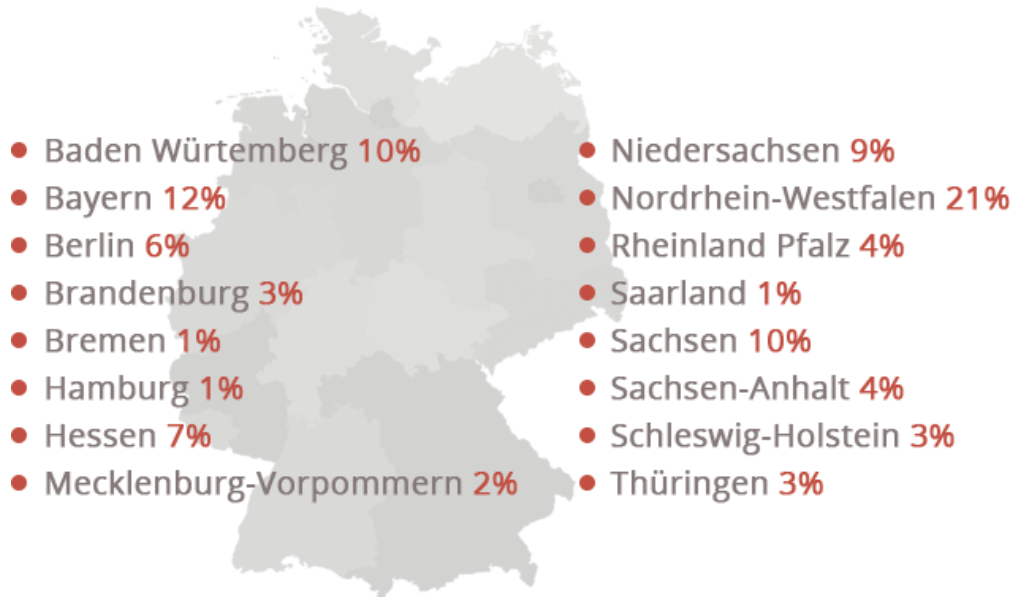 Baden Würtemberg 10%
Bayern 12%
Berlin 6%
Brandenburg 3%
Bremen 1%
Hamburg 1%
Hessen 7%
Mecklenburg-Vorpommern 2%
Niedersachsen 9%
Nordrhein-Westfalen 21%
Rheinland Pfalz 4%
Saarland 1%
Sachsen 10%
Sachsen-Anhalt 4%
Schleswig-Holstein 3%
Thüringen 3%